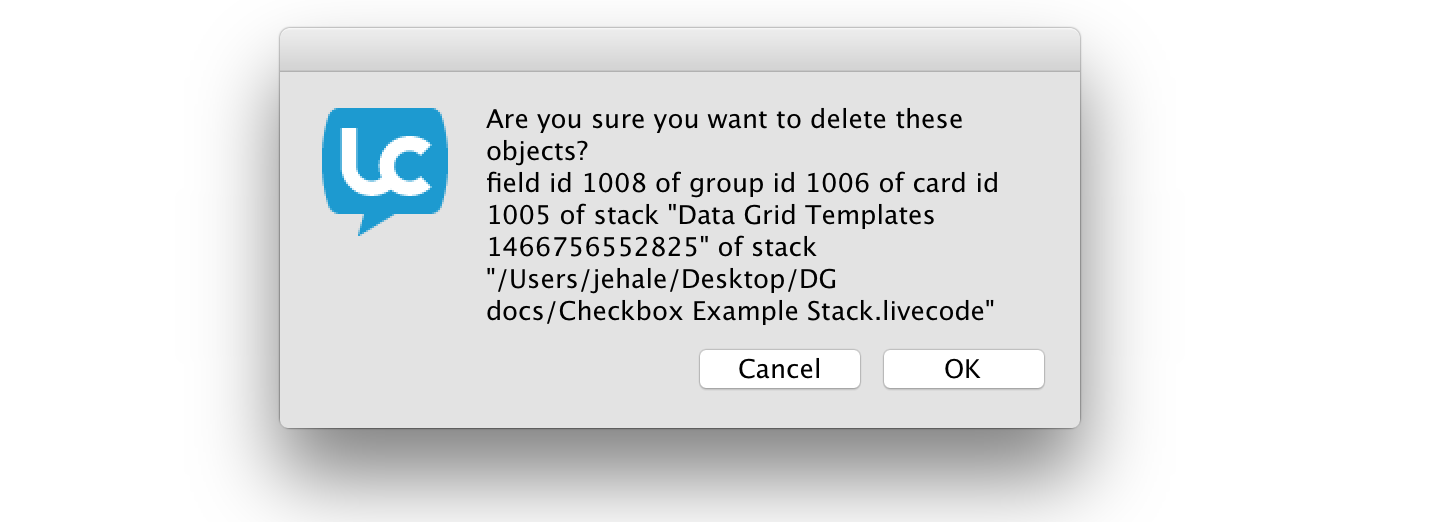 LC
Are you sure you want to delete these
objects?
field id 1008 of group id 1006 of card id
1005 of stack "Data Grid Templates
1466756552825" of stack
"/Users/jehale/Desktop/DG
docs/Checkbox Example Stack.livecode"
Cancel
OK